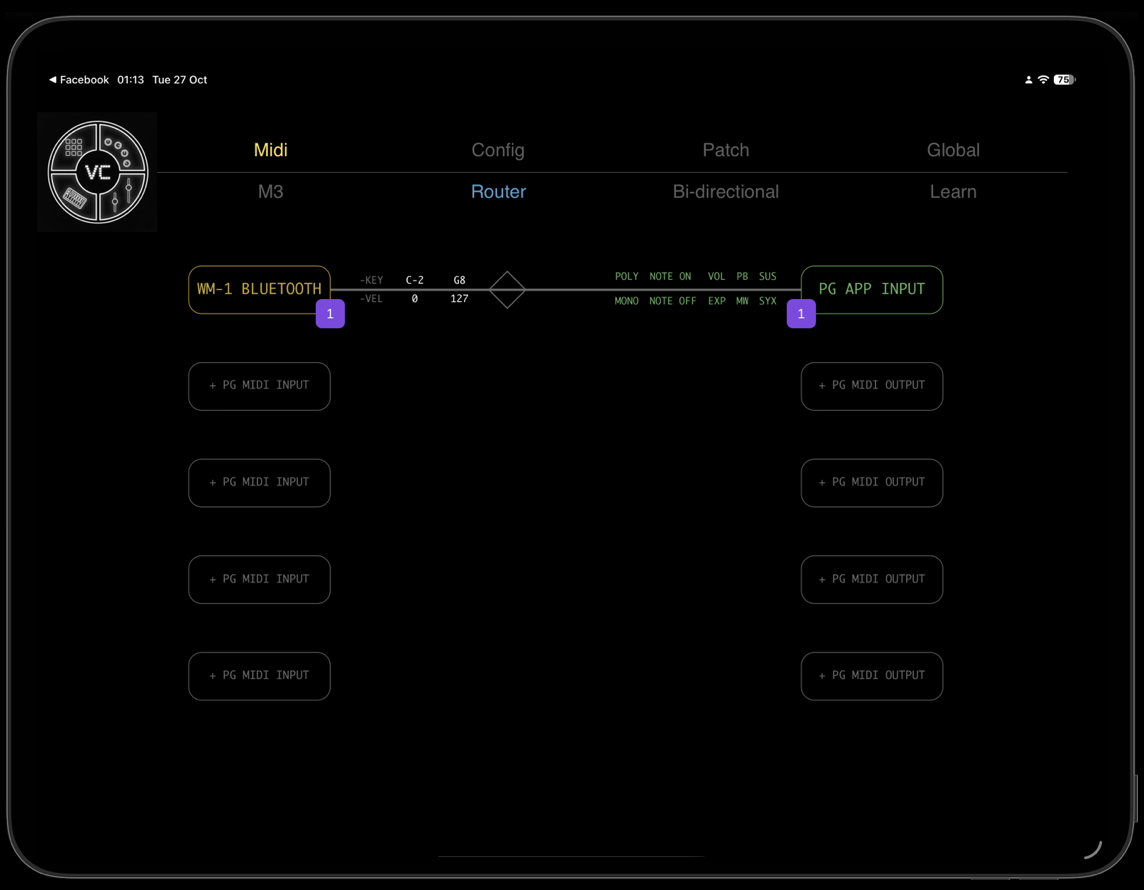 ◀ Facebook 01:13 Tue 27 Oct 75
VC
Midi Config Patch Global
M3 Router Bi-directional Learn
WM-1 BLUETOOTH
1
-KEY C-2 G8
-VEL 0 127
POLY NOTE ON VOL PB SUS
MONO NOTE OFF EXP MW SYX
PG APP INPUT
1
+ PG MIDI INPUT
+ PG MIDI OUTPUT
+ PG MIDI INPUT
+ PG MIDI OUTPUT
+ PG MIDI INPUT
+ PG MIDI OUTPUT
+ PG MIDI INPUT
+ PG MIDI OUTPUT